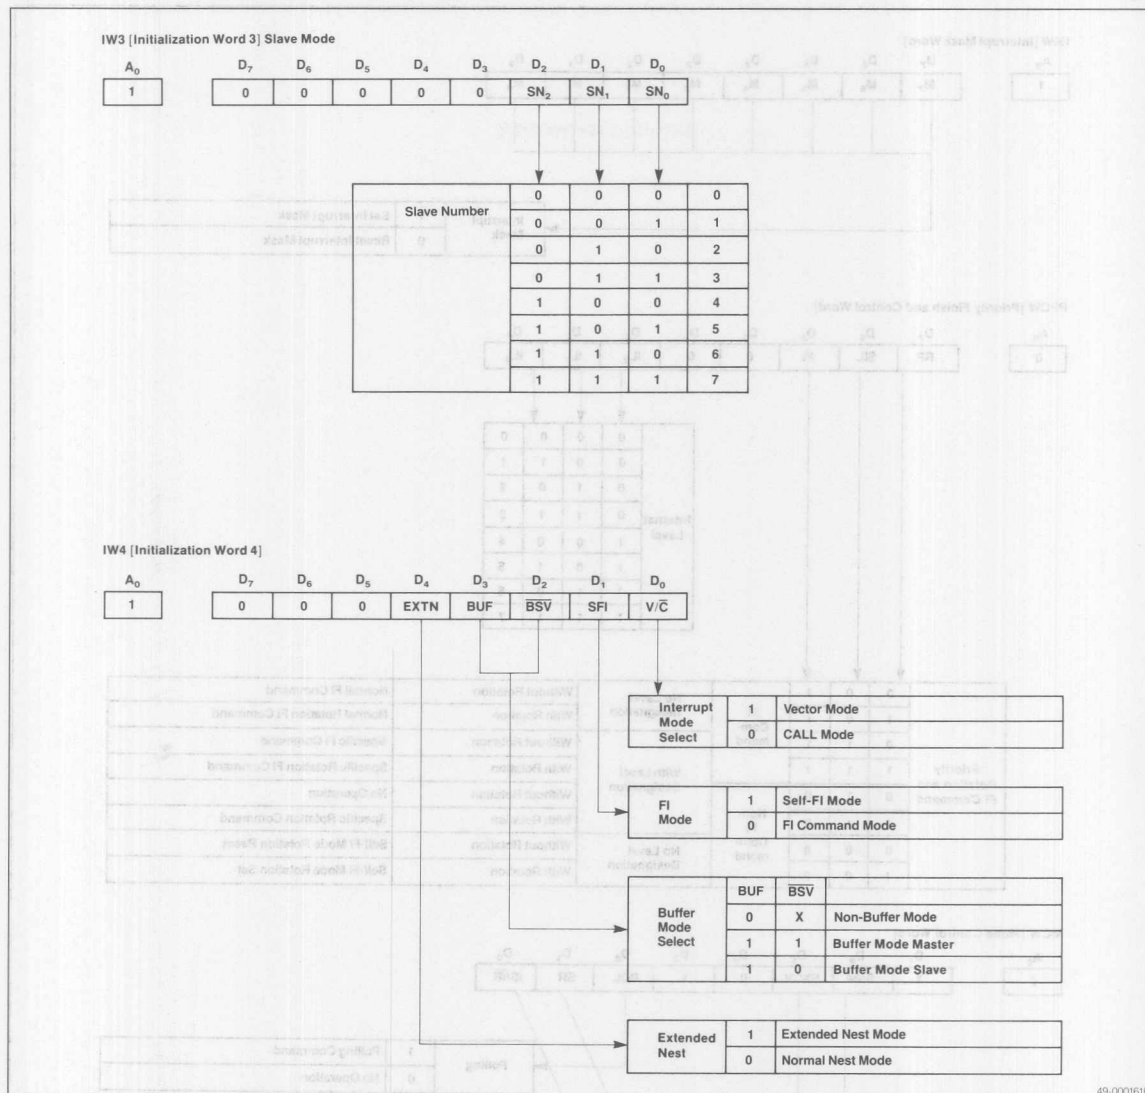 IW3 [Initialization Word 3] Slave Mode
A0 D7 D6 D5 D4 D3 D2 D1 D0
1 0 0 0 0 0 SN2 SN1 SN0
Slave Number
0 0 0 0
0 0 1 1
0 1 0 2
0 1 1 3
1 0 0 4
1 0 1 5
1 1 0 6
1 1 1 7
IW4 [Initialization Word 4]
A0 D7 D6 D5 D4 D3 D2 D1 D0
1 0 0 0 EXTN BUF B̅S̅V̅ SFI V/C̅
Interrupt Mode Select
1 Vector Mode
0 CALL Mode
FI Mode
1 Self-FI Mode
0 FI Command Mode
Buffer Mode Select
BUF B̅S̅V̅
0 X Non-Buffer Mode
1 1 Buffer Mode Master
1 0 Buffer Mode Slave
Extended Nest
1 Extended Nest Mode
0 Normal Nest Mode